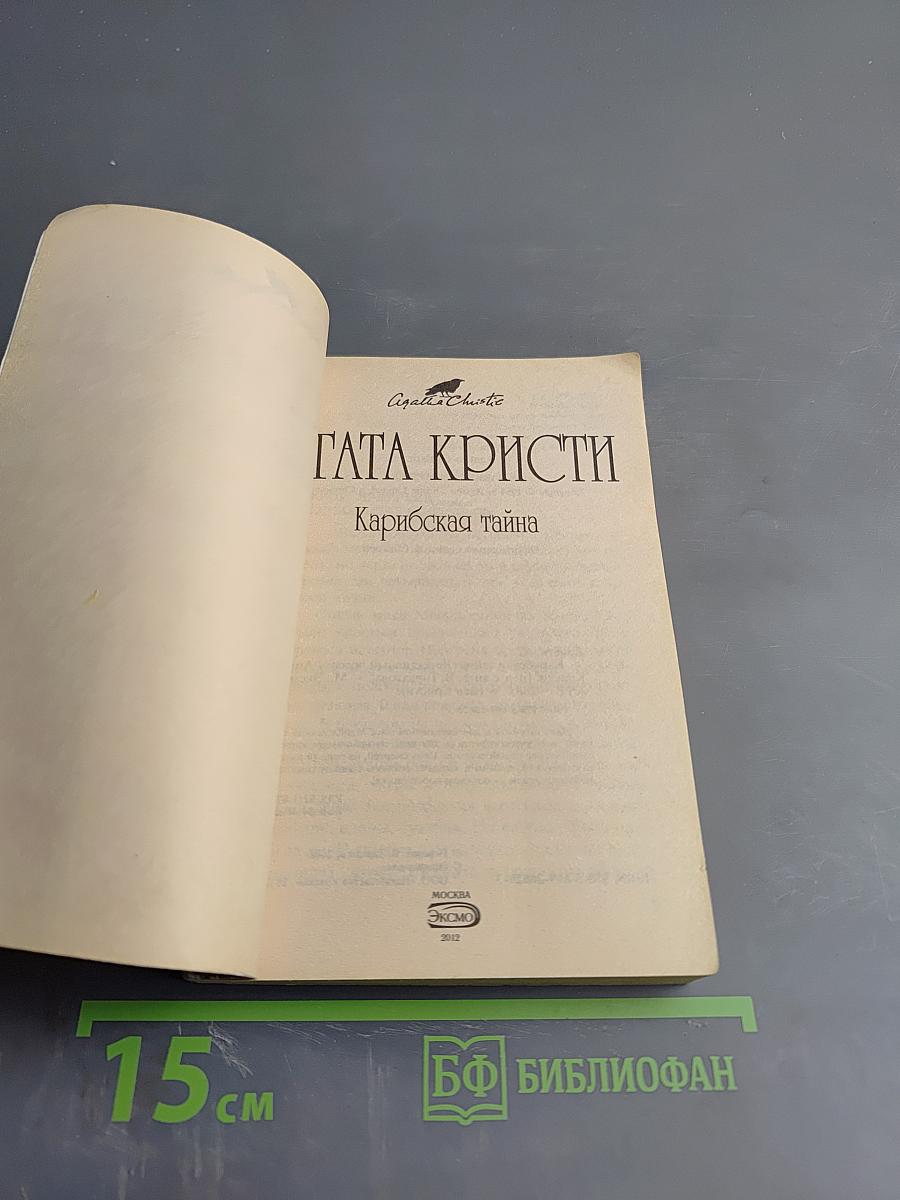 Agatha Christie
ГАТА КРИСТИ
Карибская тайна
МОСКВА
ЭКСМО
2012
15 см
БФ БИБЛИОФАН